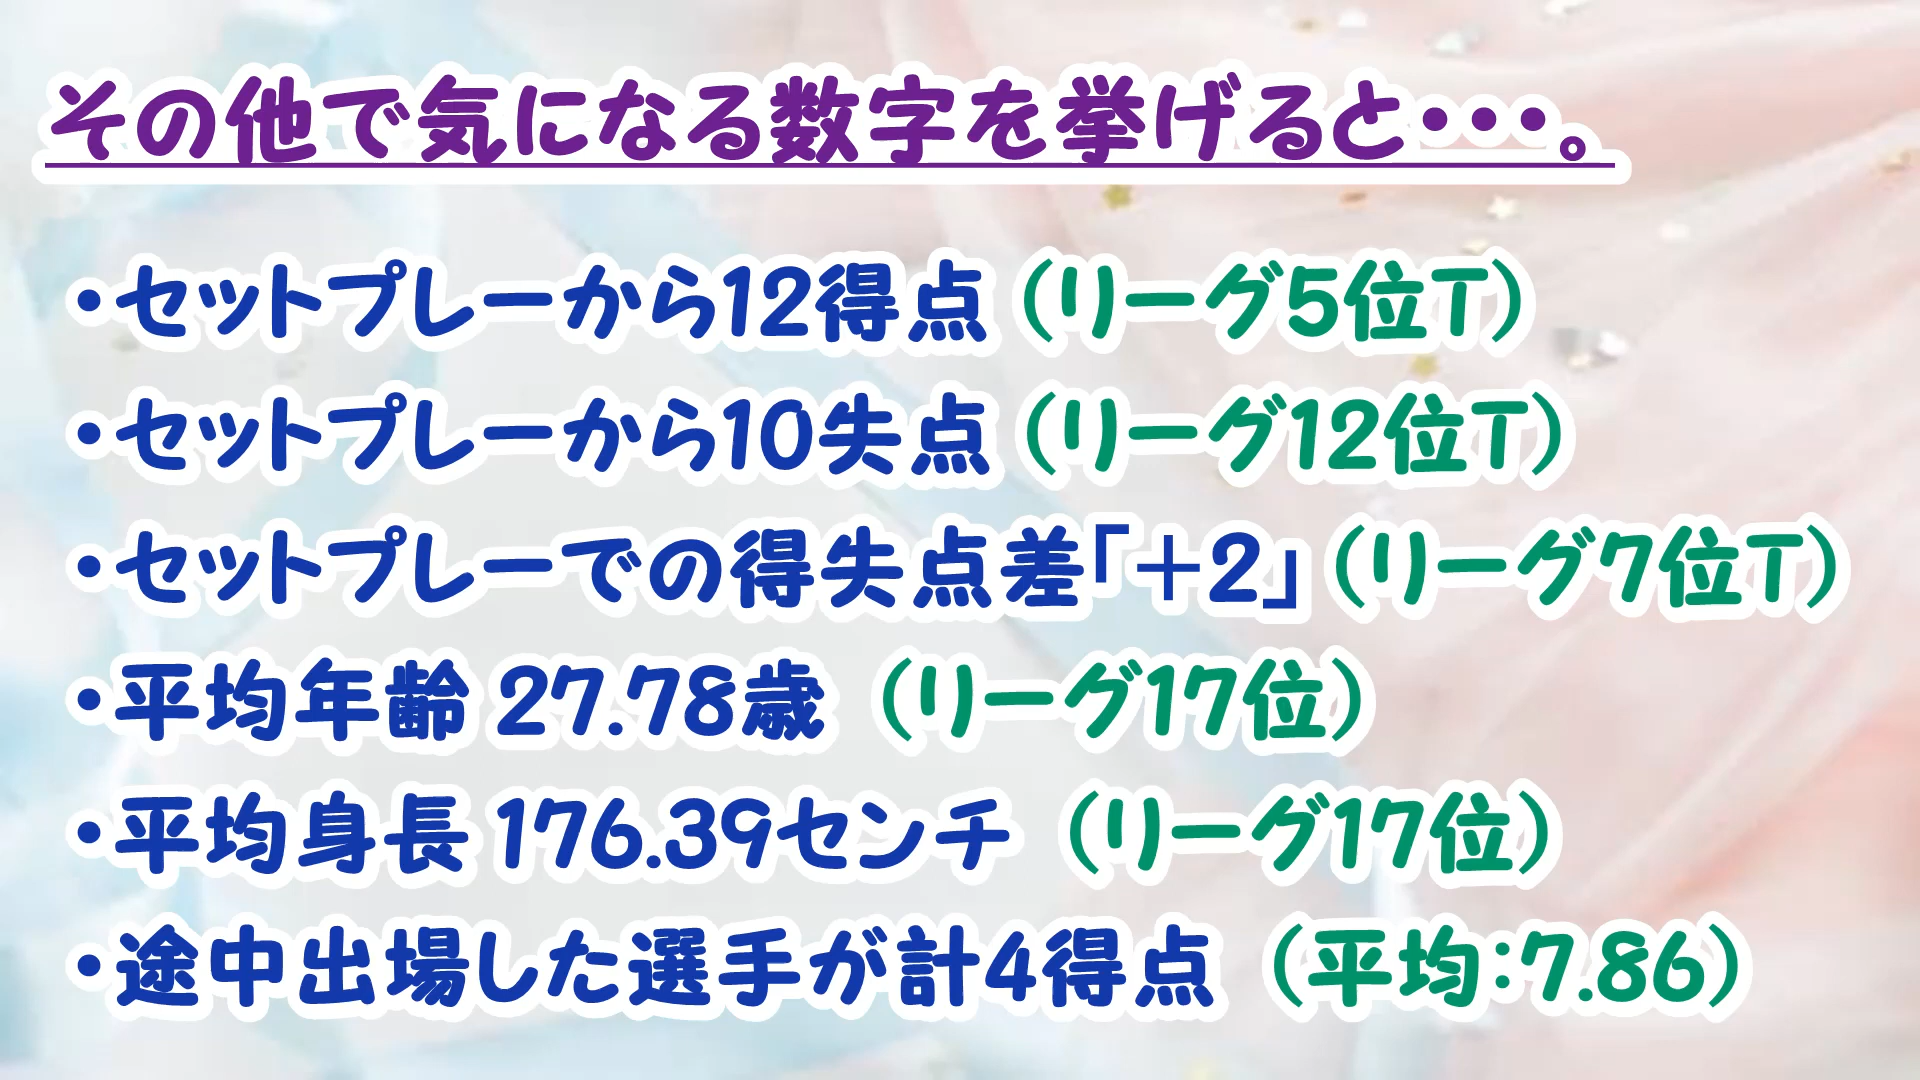 その他で気になる数字を挙げると・・・。
・セットプレーから12得点（リーグ5位T）
・セットプレーから10失点（リーグ12位T）
・セットプレーでの得失点差「＋2」（リーグ7位T）
・平均年齢 27.78歳 （リーグ17位）
・平均身長 176.39センチ （リーグ17位）
・途中出場した選手が計4得点 （平均：7.86）